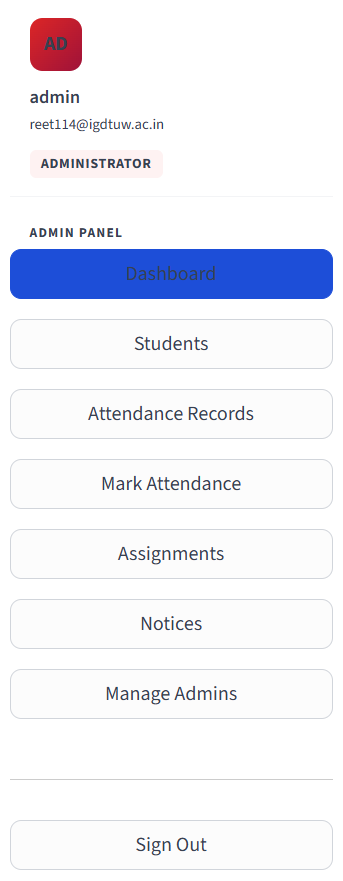 AD
admin
reet114@igdtuw.ac.in
ADMINISTRATOR
ADMIN PANEL
Dashboard
Students
Attendance Records
Mark Attendance
Assignments
Notices
Manage Admins
Sign Out